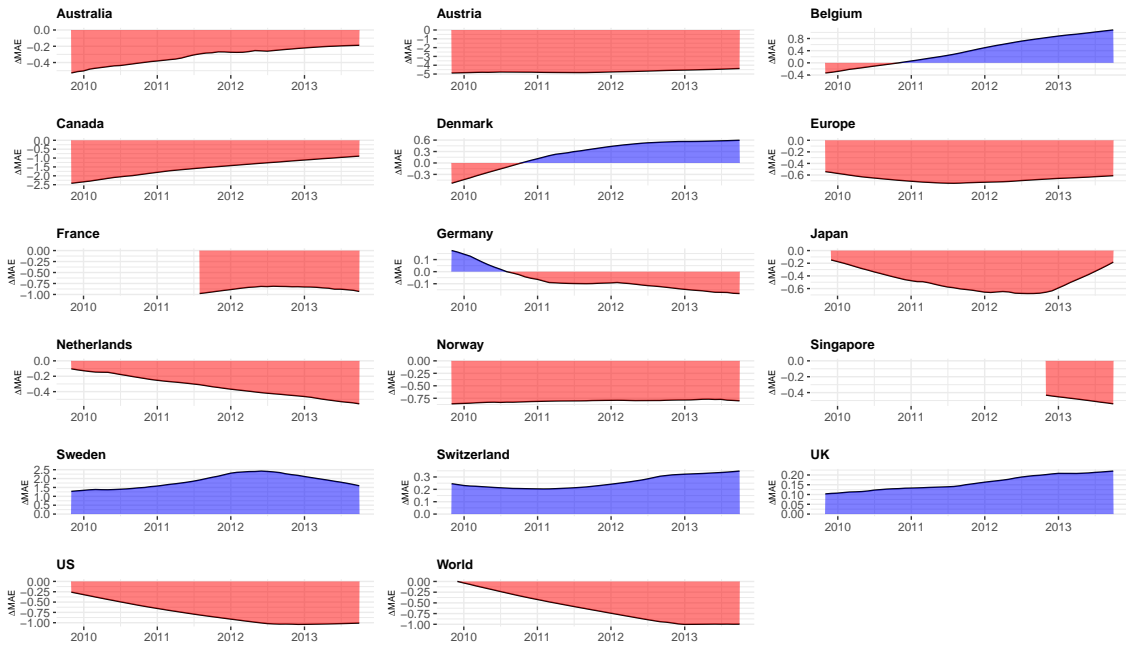 Australia
ΔMAE
0.0
−0.2
−0.4
2010 2011 2012 2013
Austria
ΔMAE
0
−1
−2
−3
−4
−5
2010 2011 2012 2013
Belgium
ΔMAE
0.8
0.4
0.0
−0.4
2010 2011 2012 2013
Canada
ΔMAE
0.0
−0.5
−1.0
−1.5
−2.0
−2.5
2010 2011 2012 2013
Denmark
ΔMAE
0.6
0.3
0.0
−0.3
2010 2011 2012 2013
Europe
ΔMAE
0.0
−0.2
−0.4
−0.6
2010 2011 2012 2013
France
ΔMAE
0.00
−0.25
−0.50
−0.75
−1.00
2010 2011 2012 2013
Germany
ΔMAE
0.1
0.0
−0.1
2010 2011 2012 2013
Japan
ΔMAE
0.0
−0.2
−0.4
−0.6
2010 2011 2012 2013
Netherlands
ΔMAE
0.0
−0.2
−0.4
2010 2011 2012 2013
Norway
ΔMAE
0.00
−0.25
−0.50
−0.75
2010 2011 2012 2013
Singapore
ΔMAE
0.0
−0.2
−0.4
2010 2011 2012 2013
Sweden
ΔMAE
2.5
2.0
1.5
1.0
0.5
0.0
2010 2011 2012 2013
Switzerland
ΔMAE
0.3
0.2
0.1
0.0
2010 2011 2012 2013
UK
ΔMAE
0.20
0.15
0.10
0.05
0.00
2010 2011 2012 2013
US
ΔMAE
0.00
−0.25
−0.50
−0.75
−1.00
2010 2011 2012 2013
World
ΔMAE
0.00
−0.25
−0.50
−0.75
−1.00
2010 2011 2012 2013